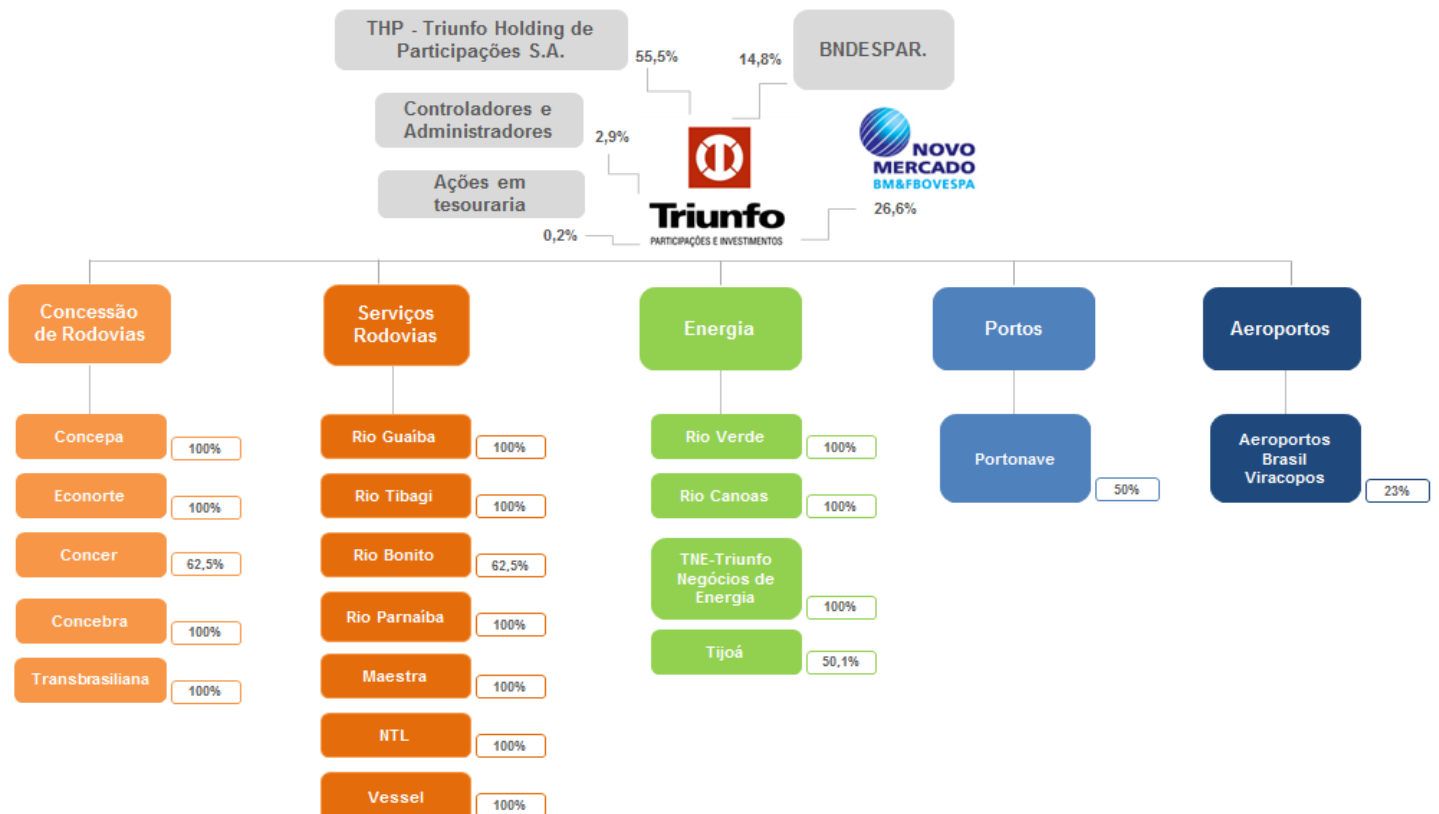 THP - Triunfo Holding de
Participações S.A.
55,5%
14,8%
BNDESPAR.
Controladores e
Administradores
2,9%
NOVO
MERCADO
BM&FBOVESPA
26,6%
Ações em
tesouraria
0,2%
Triunfo
PARTICIPAÇÕES E INVESTIMENTOS
Concessão
de Rodovias
Serviços
Rodovias
Energia
Portos
Aeroportos
Concepa
100%
Econorte
100%
Concer
62,5%
Concebra
100%
Transbrasiliana
100%
Rio Guaíba
100%
Rio Tibagi
100%
Rio Bonito
62,5%
Rio Parnaíba
100%
Maestra
100%
NTL
100%
Vessel
100%
Rio Verde
100%
Rio Canoas
100%
TNE-Triunfo
Negócios de
Energia
100%
Tijoá
50,1%
Portonave
50%
Aeroportos
Brasil
Viracopos
23%